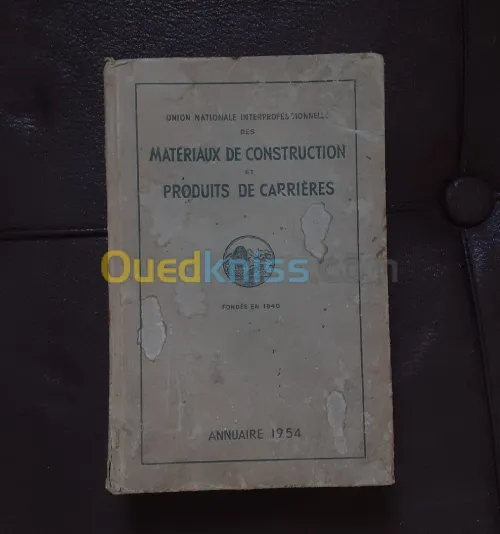 UNION NATIONALE INTERPROFESSIONNELLE
DES
MATÉRIAUX DE CONSTRUCTION
ET
PRODUITS DE CARRIÈRES
Ouedkniss.com
FONDÉE EN 1940
ANNUAIRE 1954